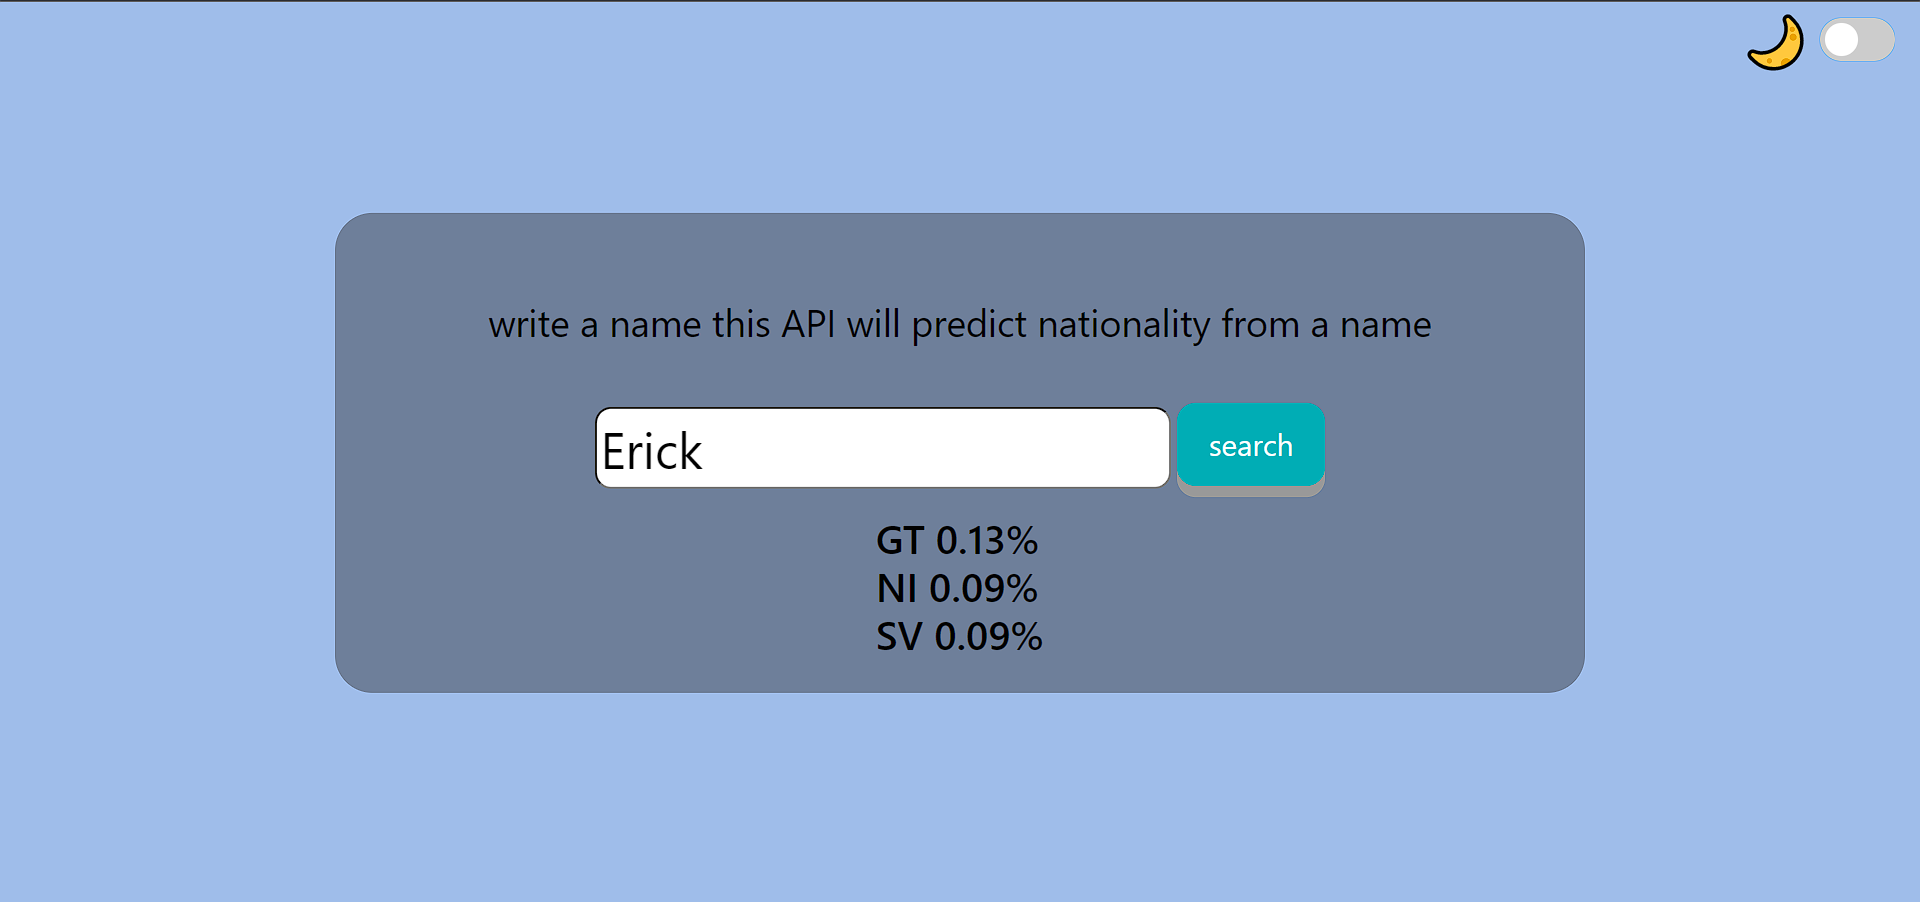 write a name this API will predict nationality from a name
Erick
search
GT 0.13%
NI 0.09%
SV 0.09%